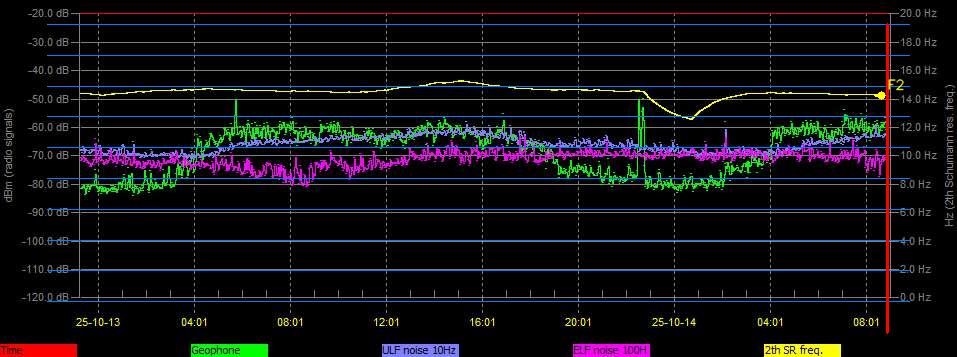 -20.0 dB 20.0 Hz
-30.0 dB 18.0 Hz
-40.0 dB 16.0 Hz
-50.0 dB 14.0 Hz
-60.0 dB 12.0 Hz
-70.0 dB 10.0 Hz
-80.0 dB 8.0 Hz
-90.0 dB 6.0 Hz
-100.0 dB 4.0 Hz
-110.0 dB 2.0 Hz
-120.0 dB 0.0 Hz
dBm (radio signals)
Hz (2th Schumann res. freq.)
F2
25-10-13 04:01 08:01 12:01 16:01 20:01 25-10-14 04:01 08:01
Time Geophone ULF noise 10Hz ELF noise 100H 2th SR freq.